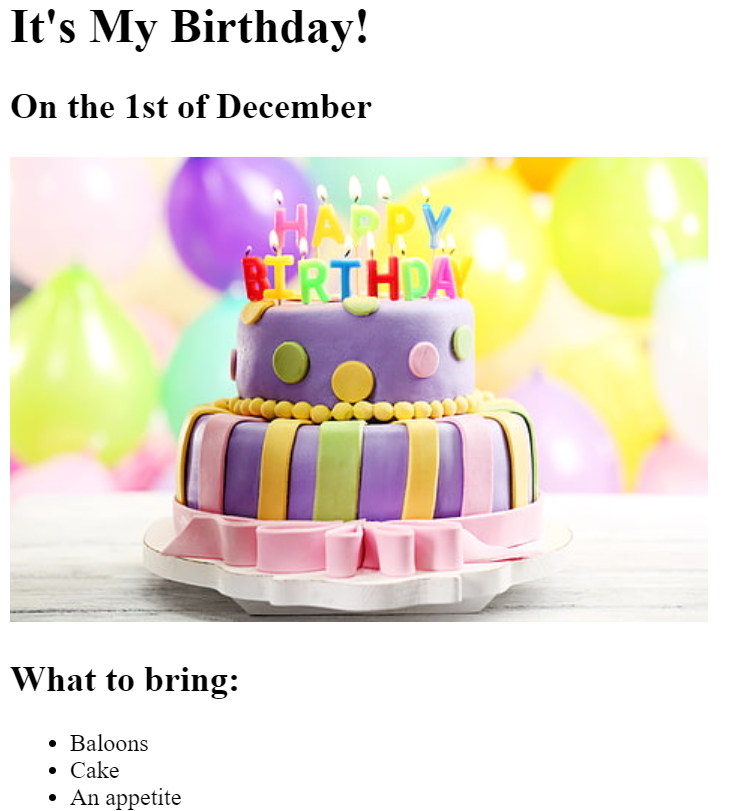 It's My Birthday!
On the 1st of December
HAPPY
BIRTHDAY
What to bring:
Baloons
Cake
An appetite